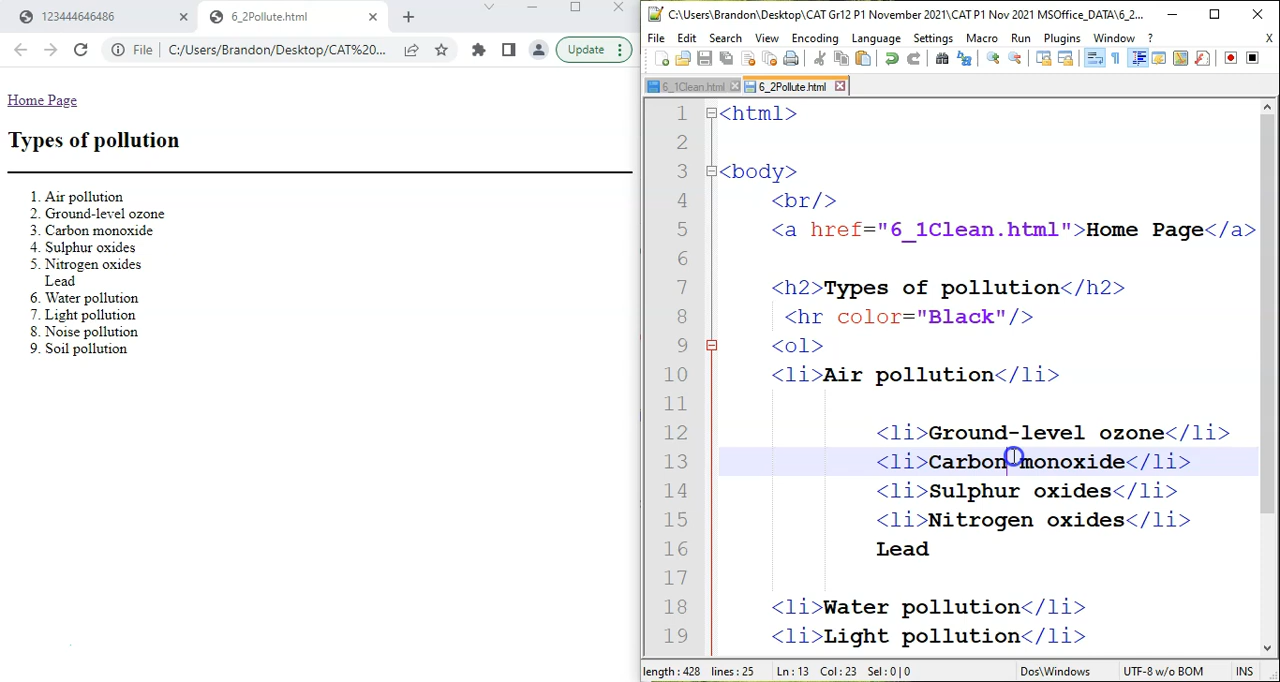 123444646486
6_2Pollute.html
File
C:/Users/Brandon/Desktop/CAT%20...
Update
Home Page
Types of pollution
1. Air pollution
2. Ground-level ozone
3. Carbon monoxide
4. Sulphur oxides
5. Nitrogen oxides
Lead
6. Water pollution
7. Light pollution
8. Noise pollution
9. Soil pollution
C:\Users\Brandon\Desktop\CAT Gr12 P1 November 2021\CAT P1 Nov 2021 MSOffice_DATA\6_2...
File Edit Search View Encoding Language Settings Macro Run Plugins Window ? X
6_1Clean.html 6_2Pollute.html
1 <html>
2
3 <body>
4 <br/>
5 <a href="6_1Clean.html">Home Page</a>
6
7 <h2>Types of pollution</h2>
8 <hr color="Black"/>
9 <ol>
10 <li>Air pollution</li>
11
12 <li>Ground-level ozone</li>
13 <li>Carbon monoxide</li>
14 <li>Sulphur oxides</li>
15 <li>Nitrogen oxides</li>
16 Lead
17
18 <li>Water pollution</li>
19 <li>Light pollution</li>
length : 428 lines : 25 Ln : 13 Col : 23 Sel : 0 | 0 Dos\Windows UTF-8 w/o BOM INS